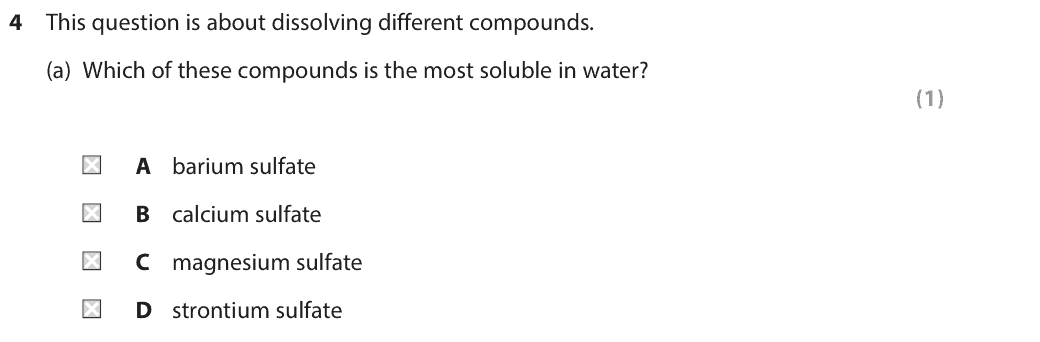 4 This question is about dissolving different compounds.
(a) Which of these compounds is the most soluble in water?
(1)
A barium sulfate
B calcium sulfate
C magnesium sulfate
D strontium sulfate